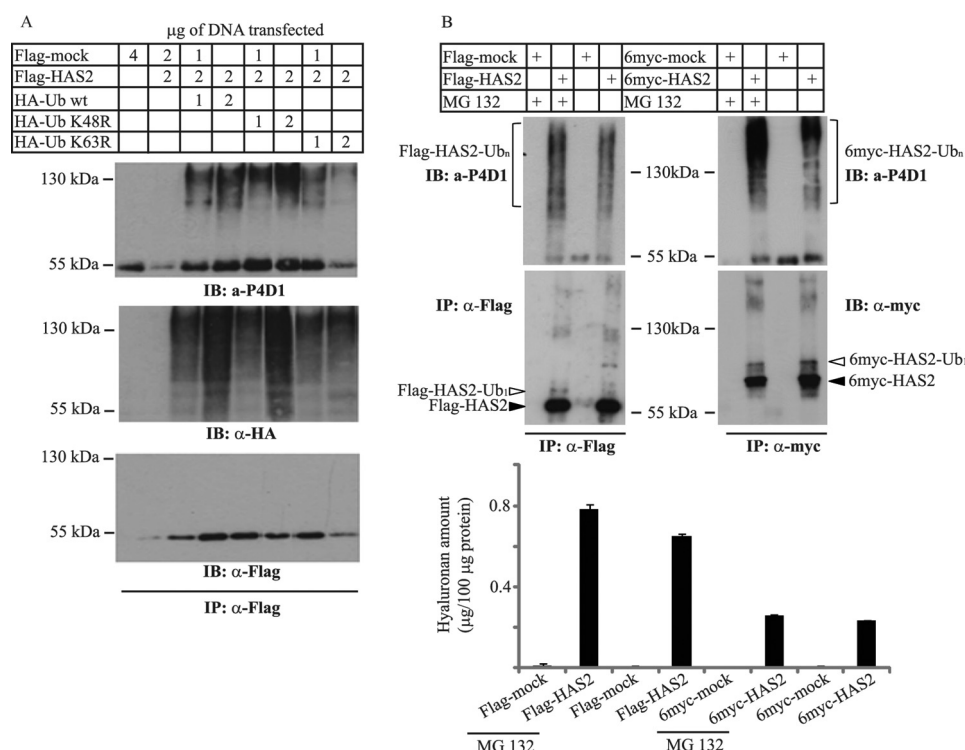 A
μg of DNA transfected
Flag-mock 4 2 1 1 1
Flag-HAS2 2 2 2 2 2 2 2
HA-Ub wt 1 2
HA-Ub K48R 1 2
HA-Ub K63R 1 2
130 kDa
55 kDa
IB: a-P4D1
130 kDa
55 kDa
IB: α-HA
130 kDa
55 kDa
IB: α-Flag
IP: α-Flag
B
Flag-mock + + 6myc-mock + +
Flag-HAS2 + + 6myc-HAS2 + +
MG 132 + + MG 132 + +
Flag-HAS2-Ubn
IB: a-P4D1
130kDa
55 kDa
6myc-HAS2-Ubn
IB: a-P4D1
IP: α-Flag
130kDa
IB: α-myc
Flag-HAS2-Ub1
Flag-HAS2
55 kDa
6myc-HAS2-Ub1
6myc-HAS2
IP: α-Flag
IP: α-myc
Hyaluronan amount
(μg/100 μg protein)
0.8
0.4
Flag-mock Flag-HAS2 Flag-mock Flag-HAS2 6myc-mock 6myc-HAS2 6myc-mock 6myc-HAS2
MG 132 MG 132